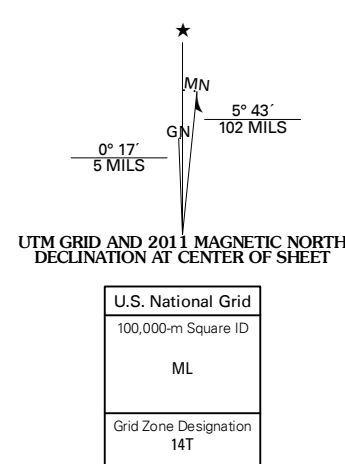 MN
GN
5° 43´
102 MILS
0° 17´
5 MILS
UTM GRID AND 2011 MAGNETIC NORTH
DECLINATION AT CENTER OF SHEET
U.S. National Grid
100,000-m Square ID
ML
Grid Zone Designation
14T